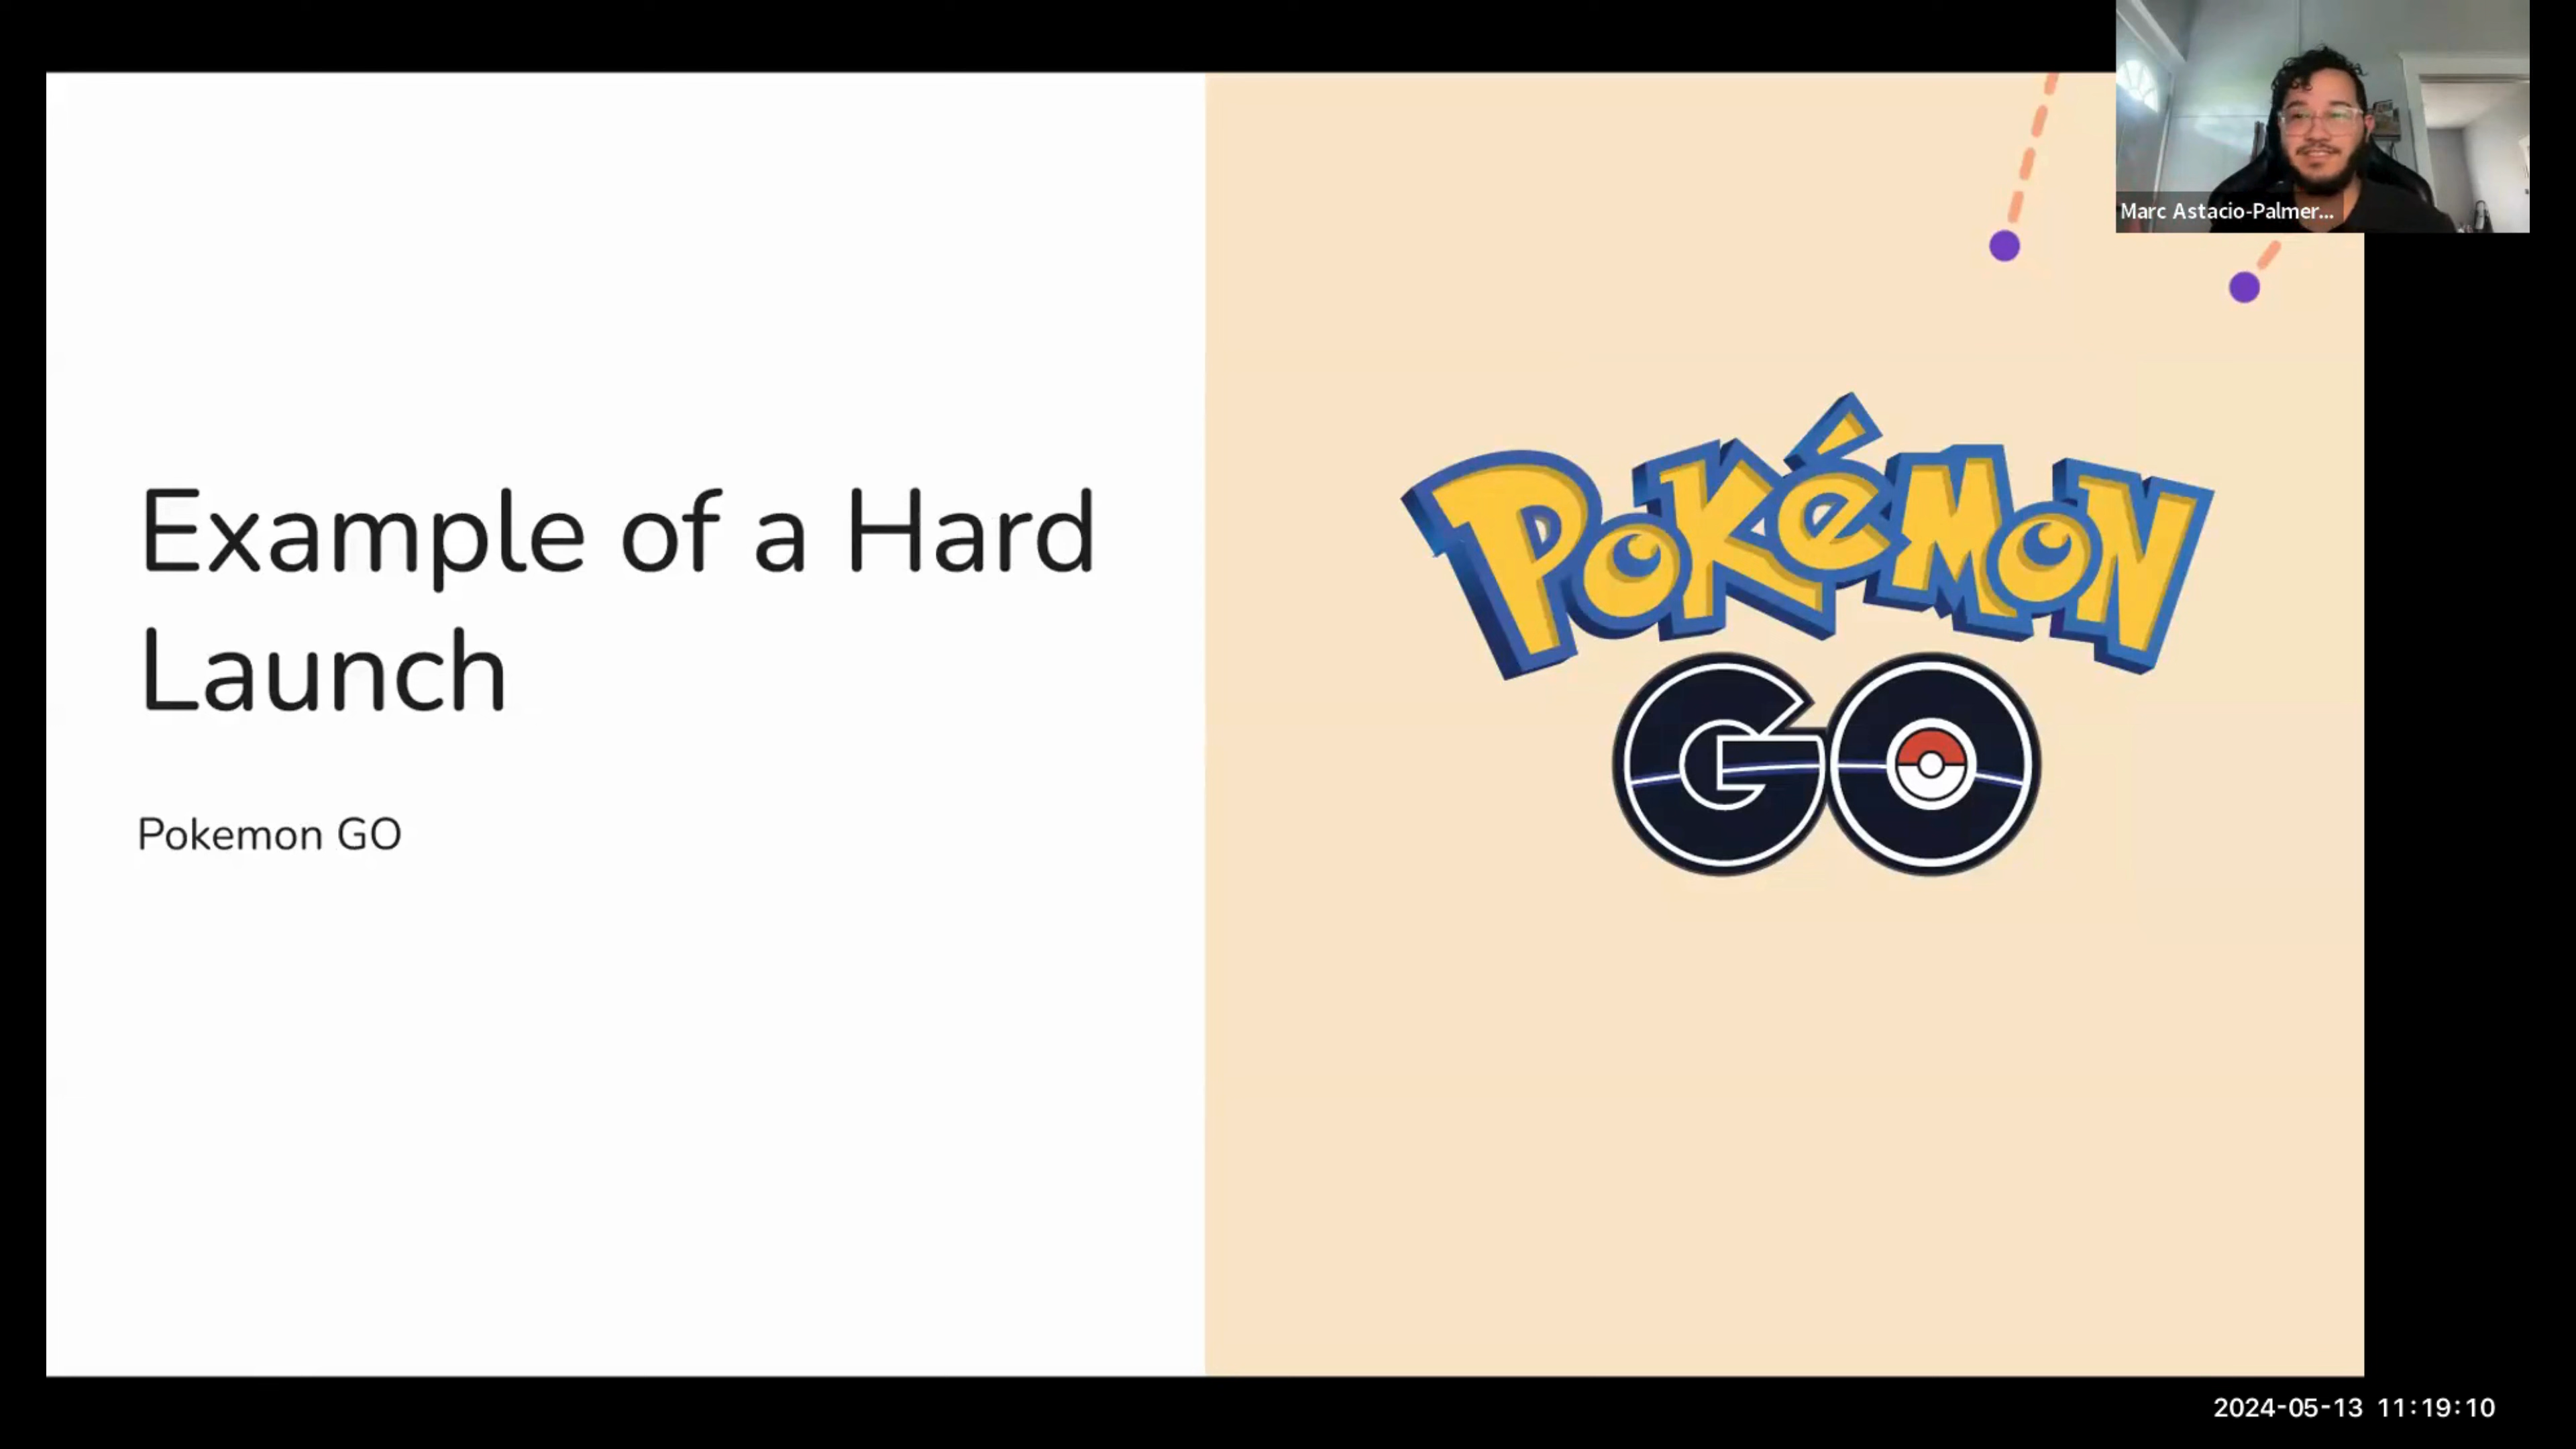 Marc Astacio-Palmer...
Example of a Hard
Launch
Pokemon GO
POKéMON
GO
2024-05-13 11:19:10